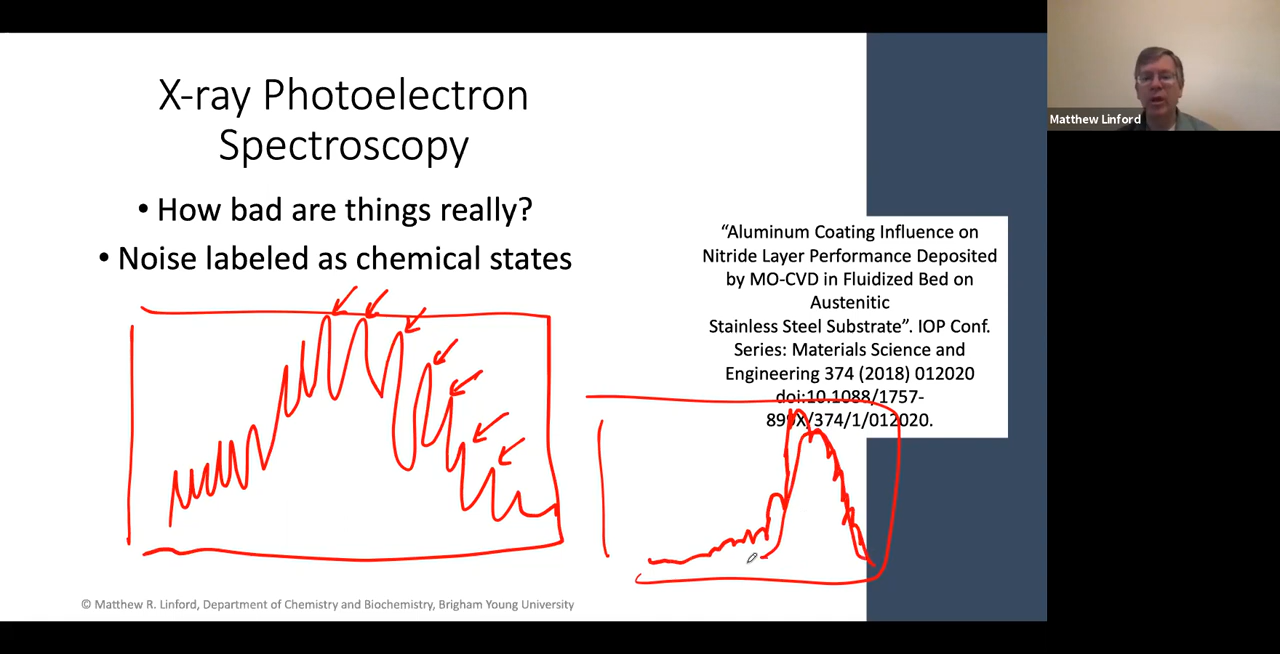 X-ray Photoelectron
Spectroscopy
• How bad are things really?
• Noise labeled as chemical states
“Aluminum Coating Influence on
Nitride Layer Performance Deposited
by MO-CVD in Fluidized Bed on
Austenitic
Stainless Steel Substrate”. IOP Conf.
Series: Materials Science and
Engineering 374 (2018) 012020
doi:10.1088/1757-
899X/374/1/012020.
© Matthew R. Linford, Department of Chemistry and Biochemistry, Brigham Young University
Matthew Linford